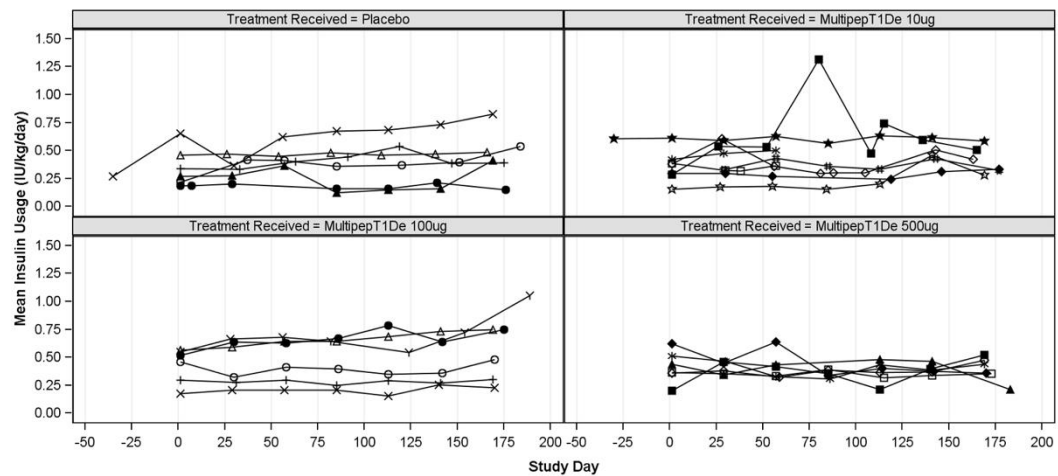 Treatment Received = Placebo
Treatment Received = MultipepT1De 10ug
1.50
1.25
1.00
0.75
0.50
0.25
0.00
Treatment Received = MultipepT1De 100ug
Treatment Received = MultipepT1De 500ug
1.50
1.25
1.00
0.75
0.50
0.25
0.00
Mean Insulin Usage (IU/kg/day)
-50 -25 0 25 50 75 100 125 150 175 200
-50 -25 0 25 50 75 100 125 150 175 200
Study Day